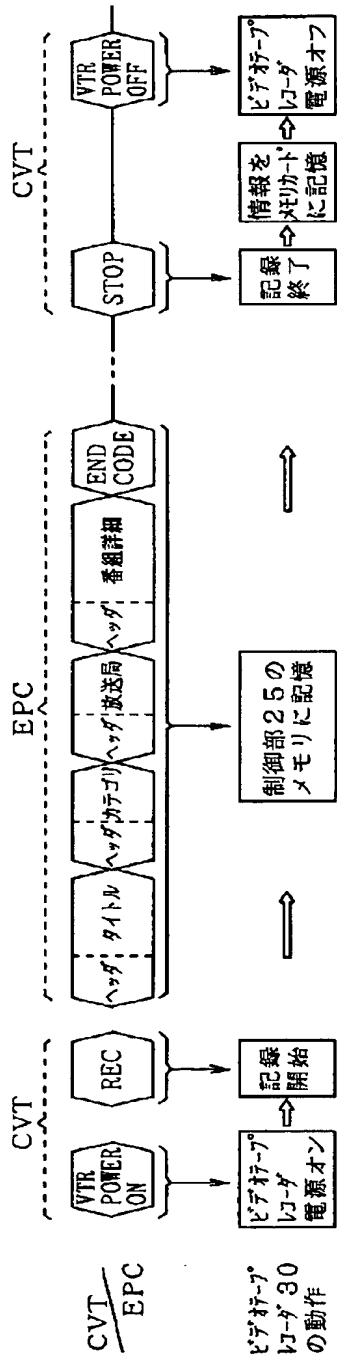 CVT
EPC
CVT
CVT/EPC
VTR
POWER
ON
REC
ヘッダ タイトル
ヘッダ カテゴリ
ヘッダ 放送局
ヘッダ 番組詳細
END
CODE
STOP
VTR
POWER
OFF
ビデオテープ
レコーダ30
の動作
ビデオテープ
レコーダ
電源オン
記録
開始
制御部25の
メモリに記憶
記録
終了
情報を
メモリカード
に記憶
ビデオテープ
レコーダ
電源オフ